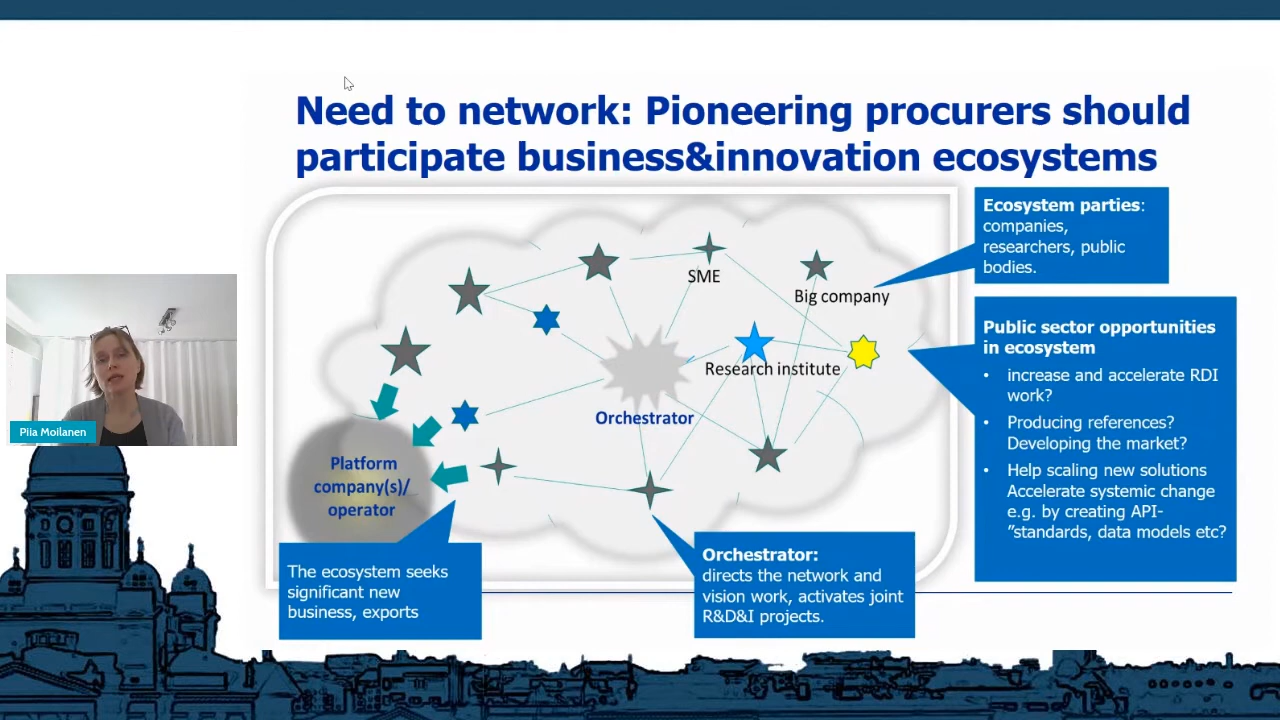 Need to network: Pioneering procurers should
participate business&innovation ecosystems
Ecosystem parties:
companies,
researchers, public
bodies.
SME
Big company
Public sector opportunities
in ecosystem
• increase and accelerate RDI
work?
• Producing references?
Developing the market?
• Help scaling new solutions
Accelerate systemic change
e.g. by creating API-
”standards, data models etc?
Research institute
Orchestrator
Piia Moilanen
Platform
company(s)/
operator
The ecosystem seeks
significant new
business, exports
Orchestrator:
directs the network and
vision work, activates joint
R&D&I projects.